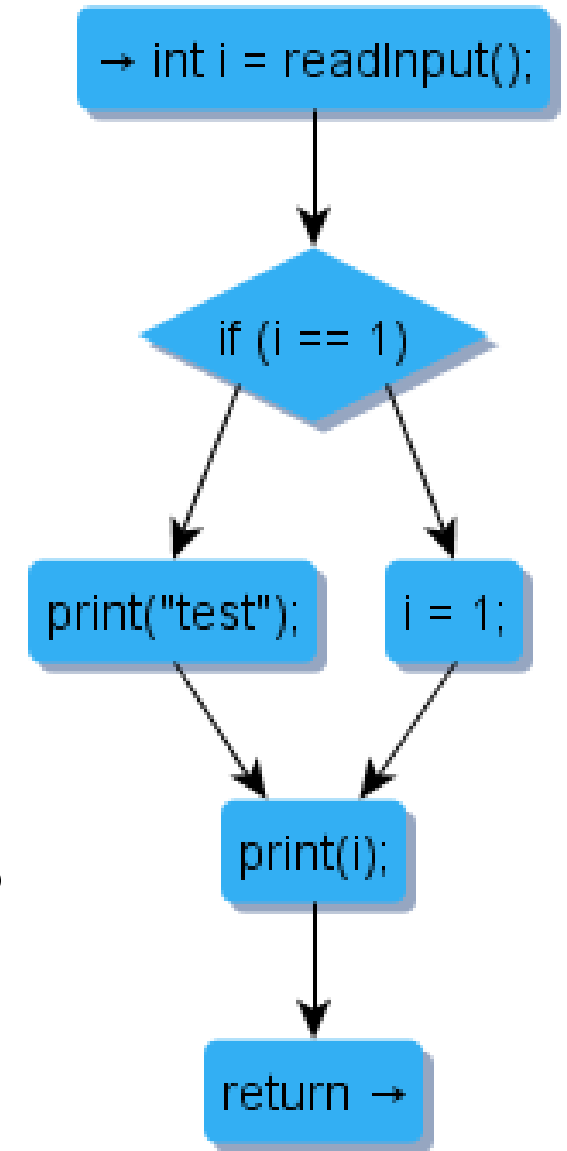 → int i = readInput();
if (i == 1)
print("test");
i = 1;
print(i);
return →